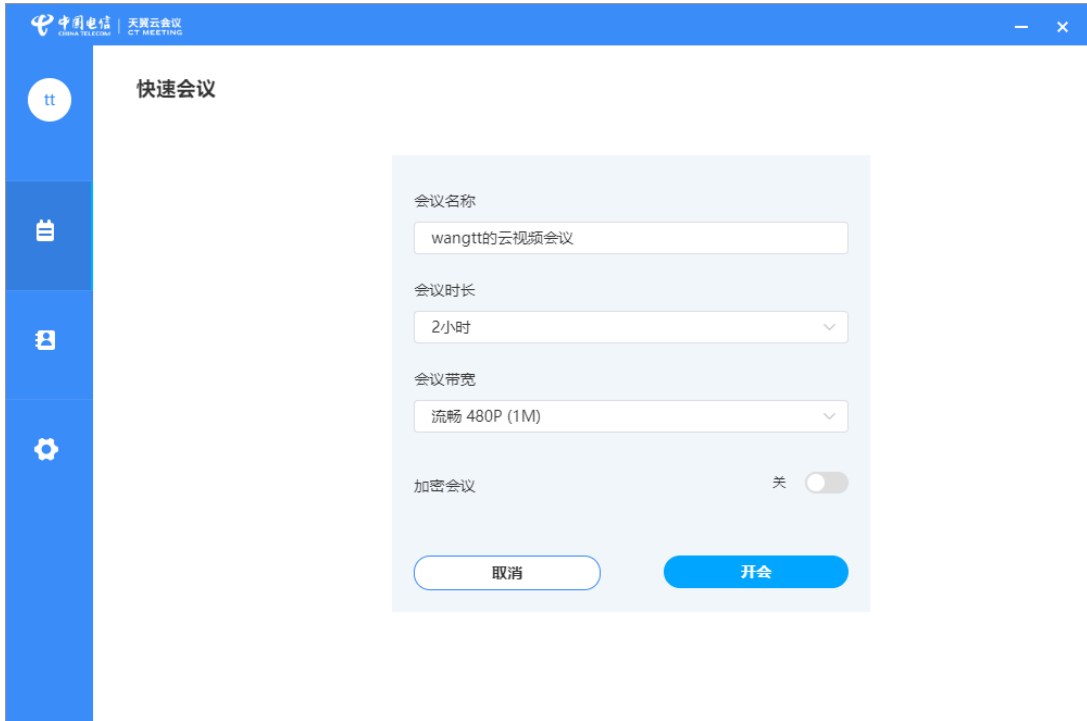 中国电信 天翼云会议
CHINA TELECOM CT MEETING
tt
快速会议
会议名称
wangtt的云视频会议
会议时长
2小时
会议带宽
流畅 480P (1M)
加密会议 关
取消 开会